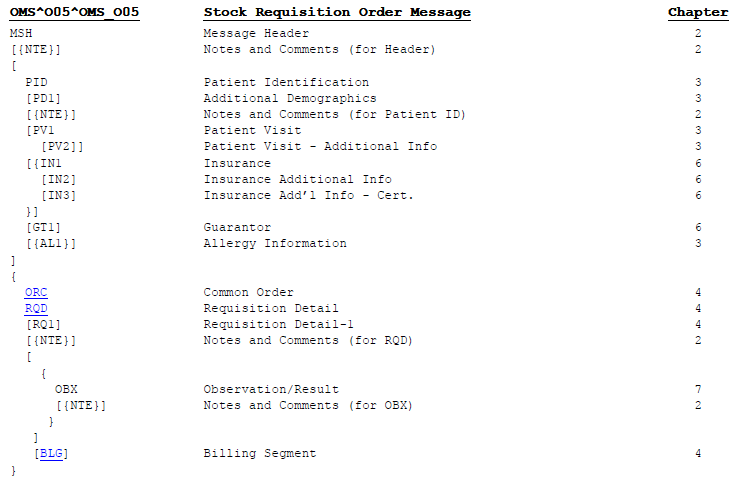 OMS^O05^OMS_O05 Stock Requisition Order Message Chapter
MSH Message Header 2
[{NTE}] Notes and Comments (for Header) 2
[
PID Patient Identification 3
[PD1] Additional Demographics 3
[{NTE}] Notes and Comments (for Patient ID) 2
[PV1 Patient Visit 3
[PV2]] Patient Visit - Additional Info 3
[{IN1 Insurance 6
[IN2] Insurance Additional Info 6
[IN3] Insurance Add’l Info - Cert. 6
}]
[GT1] Guarantor 6
[{AL1}] Allergy Information 3
]
{
ORC Common Order 4
RQD Requisition Detail 4
[RQ1] Requisition Detail-1 4
[{NTE}] Notes and Comments (for RQD) 2
[
{
OBX Observation/Result 7
[{NTE}] Notes and Comments (for OBX) 2
}
]
[BLG] Billing Segment 4
}